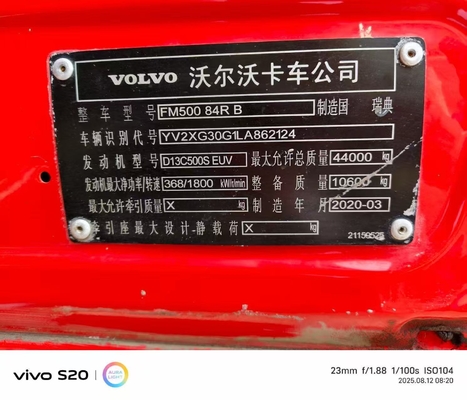 VOLVO 沃尔沃卡车公司
整车型号 FM500 84R B 制造国 瑞典
车辆识别代号 YV2XG30G1LA862124
发动机型号 D13C500S EUV 最大允许总质量 44000 kg
发动机最大净功率/转速 368/1800 kW/r/min 整备质量 10600 kg
最大允许牵引质量 X kg 制造年月 2020-03
牵引座最大设计静载荷 X kg
21159525
vivo S20 AURA LIGHT 23mm f/1.88 1/100s ISO104
2025.08.12 08:20